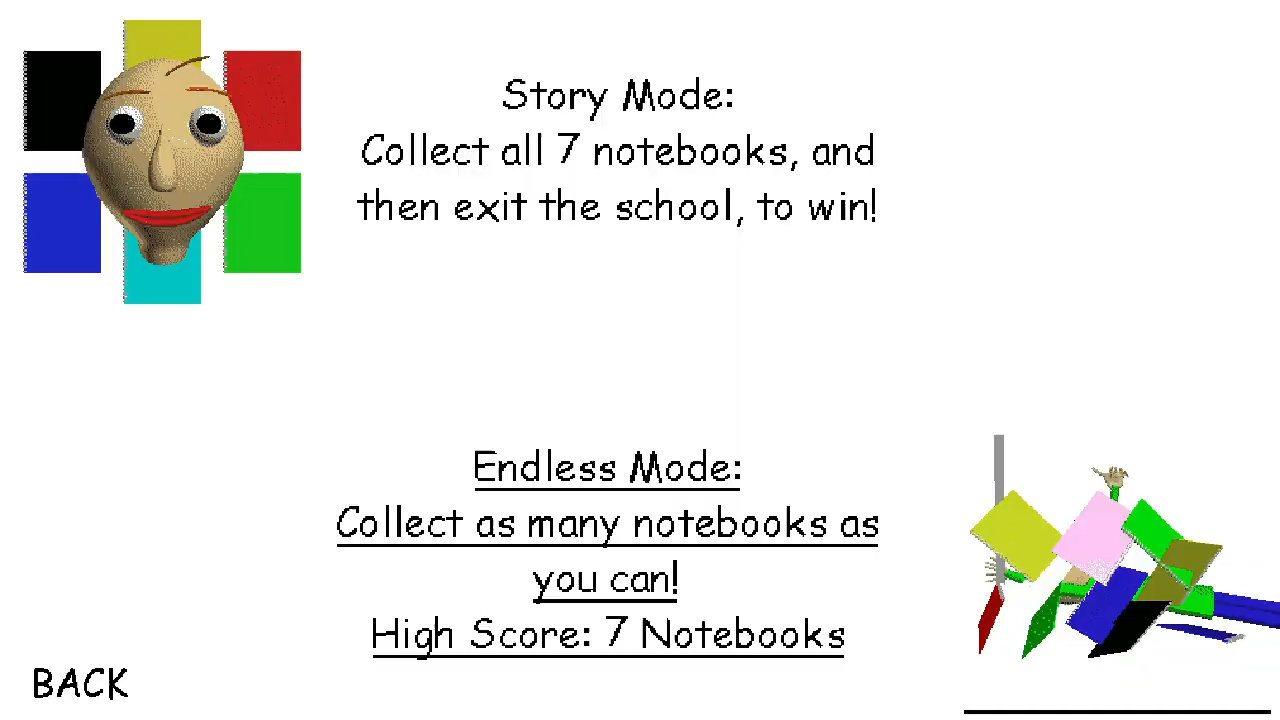 Story Mode:
Collect all 7 notebooks, and
then exit the school, to win!
Endless Mode:
Collect as many notebooks as
you can!
High Score: 7 Notebooks
BACK